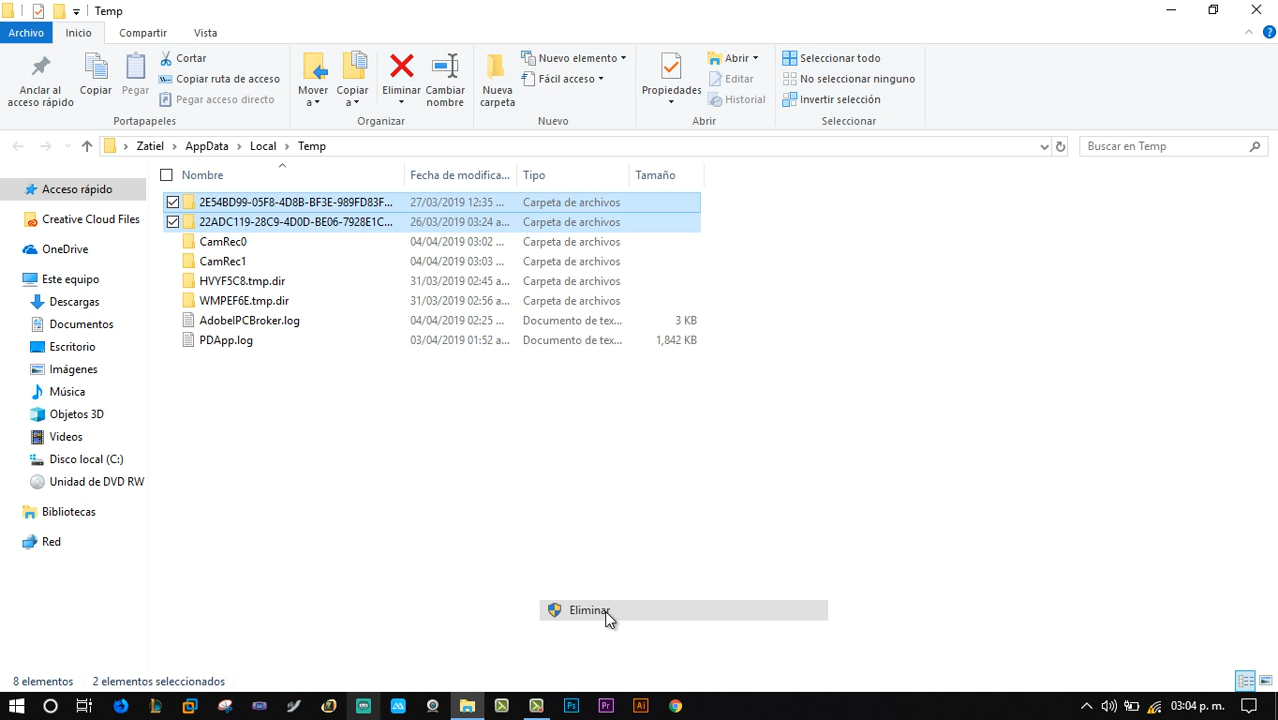 Temp
Archivo Inicio Compartir Vista
Anclar al acceso rápido
Copiar
Pegar
Cortar
Copiar ruta de acceso
Pegar acceso directo
Portapapeles
Mover a
Copiar a
Eliminar
Cambiar nombre
Organizar
Nueva carpeta
Nuevo elemento
Fácil acceso
Nuevo
Propiedades
Abrir
Editar
Historial
Abrir
Seleccionar todo
No seleccionar ninguno
Invertir selección
Seleccionar
Zatiel > AppData > Local > Temp
Buscar en Temp
Nombre Fecha de modifica... Tipo Tamaño
2E54BD99-05F8-4D8B-BF3E-989FD83F... 27/03/2019 12:35 ... Carpeta de archivos
22ADC119-28C9-4D0D-BE06-7928E1C... 26/03/2019 03:24 a... Carpeta de archivos
CamRec0 04/04/2019 03:02 ... Carpeta de archivos
CamRec1 04/04/2019 03:03 ... Carpeta de archivos
HVYF5C8.tmp.dir 31/03/2019 02:45 a... Carpeta de archivos
WMPEF6E.tmp.dir 31/03/2019 02:56 a... Carpeta de archivos
AdobeIPCBroker.log 04/04/2019 02:25 ... Documento de tex... 3 KB
PDApp.log 03/04/2019 01:52 a... Documento de tex... 1,842 KB
Acceso rápido
Creative Cloud Files
OneDrive
Este equipo
Descargas
Documentos
Escritorio
Imágenes
Música
Objetos 3D
Videos
Disco local (C:)
Unidad de DVD RW
Bibliotecas
Red
Eliminar
8 elementos 2 elementos seleccionados
Ps Pr Ai
03:04 p. m.